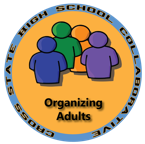 CROSS STATE HIGH SCHOOL COLLABORATIVE
Organizing
Adults